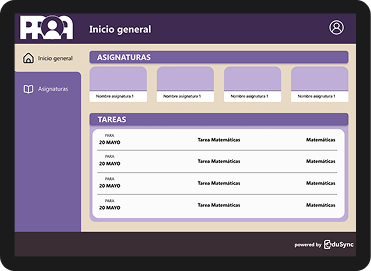 PROA
Inicio general
Inicio general
Asignaturas
ASIGNATURAS
Nombre asignatura 1
Nombre asignatura 1
Nombre asignatura 1
Nombre asignatura 1
TAREAS
PARA
20 MAYO Tarea Matemáticas Matemáticas
PARA
20 MAYO Tarea Matemáticas Matemáticas
PARA
20 MAYO Tarea Matemáticas Matemáticas
PARA
20 MAYO Tarea Matemáticas Matemáticas
powered by EduSync